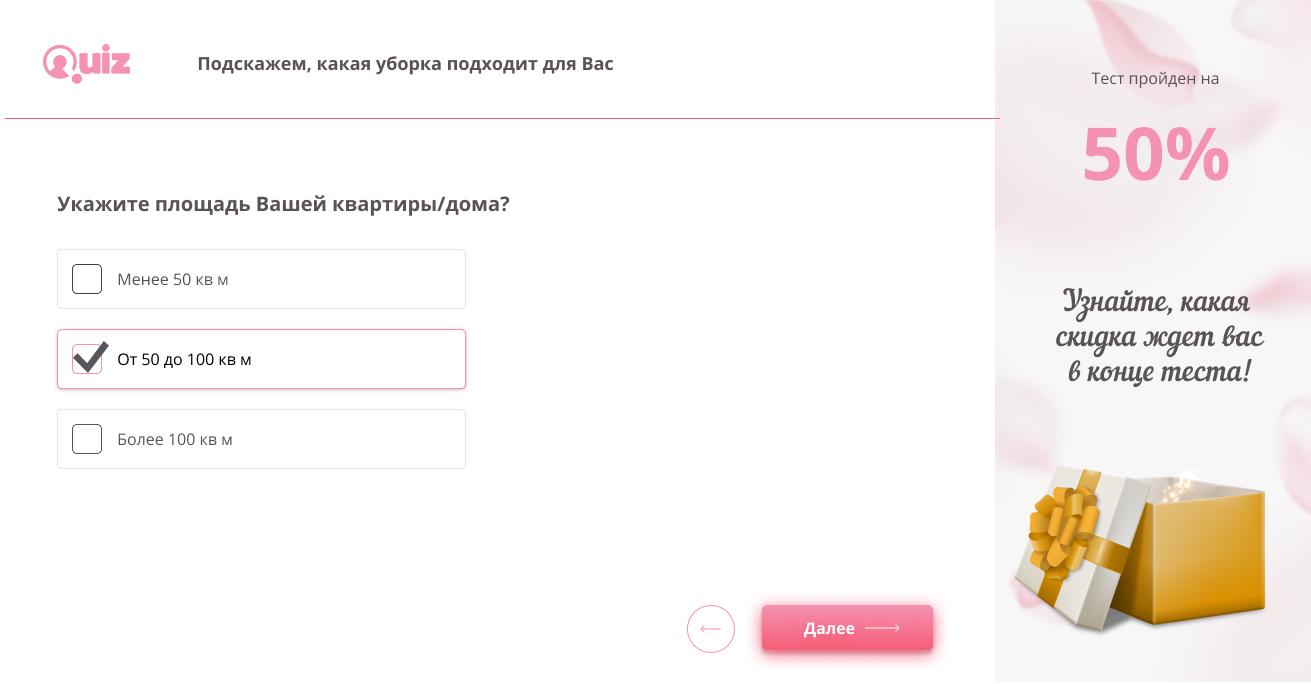 Quiz
Подскажем, какая уборка подходит для Вас
Укажите площадь Вашей квартиры/дома?
Менее 50 кв м
От 50 до 100 кв м
Более 100 кв м
Далее
Тест пройден на
50%
Узнайте, какая
скидка ждет вас
в конце теста!